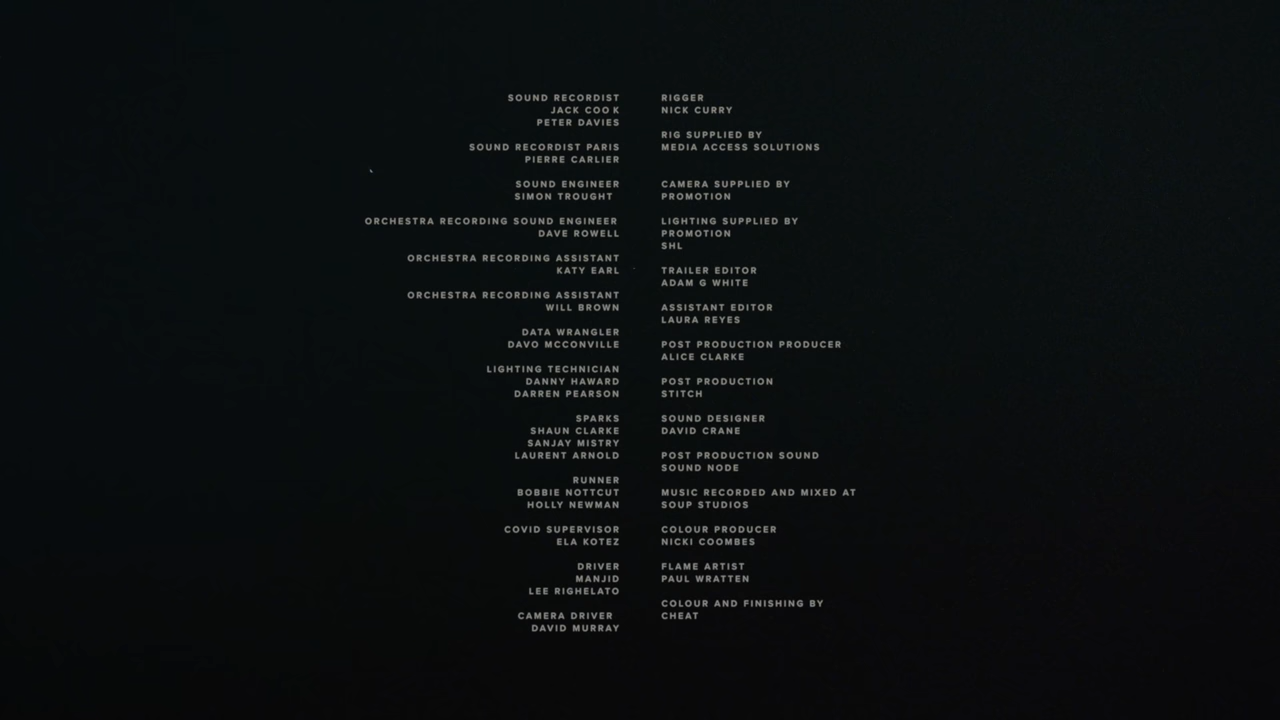 SOUND RECORDIST
JACK COO K
PETER DAVIES
SOUND RECORDIST PARIS
PIERRE CARLIER
SOUND ENGINEER
SIMON TROUGHT
ORCHESTRA RECORDING SOUND ENGINEER
DAVE ROWELL
ORCHESTRA RECORDING ASSISTANT
KATY EARL
ORCHESTRA RECORDING ASSISTANT
WILL BROWN
DATA WRANGLER
DAVO MCCONVILLE
LIGHTING TECHNICIAN
DANNY HAWARD
DARREN PEARSON
SPARKS
SHAUN CLARKE
SANJAY MISTRY
LAURENT ARNOLD
RUNNER
BOBBIE NOTTCUT
HOLLY NEWMAN
COVID SUPERVISOR
ELA KOTEZ
DRIVER
MANJID
LEE RIGHELATO
CAMERA DRIVER
DAVID MURRAY
RIGGER
NICK CURRY
RIG SUPPLIED BY
MEDIA ACCESS SOLUTIONS
CAMERA SUPPLIED BY
PROMOTION
LIGHTING SUPPLIED BY
PROMOTION
SHL
TRAILER EDITOR
ADAM G WHITE
ASSISTANT EDITOR
LAURA REYES
POST PRODUCTION PRODUCER
ALICE CLARKE
POST PRODUCTION
STITCH
SOUND DESIGNER
DAVID CRANE
POST PRODUCTION SOUND
SOUND NODE
MUSIC RECORDED AND MIXED AT
SOUP STUDIOS
COLOUR PRODUCER
NICKI COOMBES
FLAME ARTIST
PAUL WRATTEN
COLOUR AND FINISHING BY
CHEAT